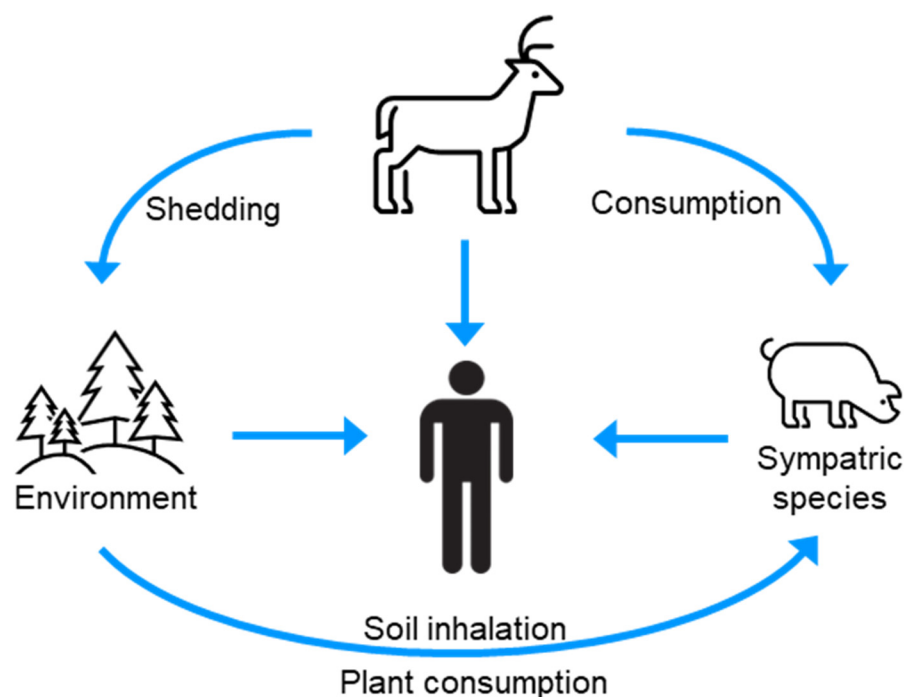 Shedding
Consumption
Environment
Sympatric
species
Soil inhalation
Plant consumption